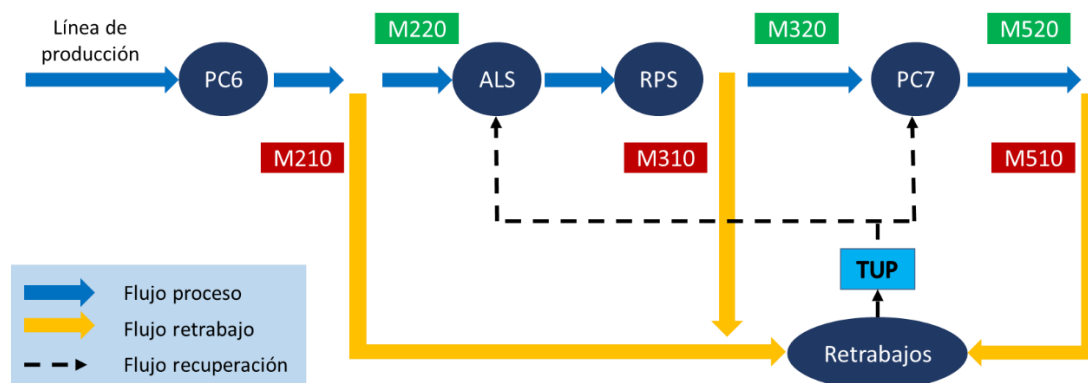 Línea de
producción
M220
M320
M520
PC6
ALS
RPS
PC7
M210
M310
M510
TUP
Flujo proceso
Flujo retrabajo
Flujo recuperación
Retrabajos